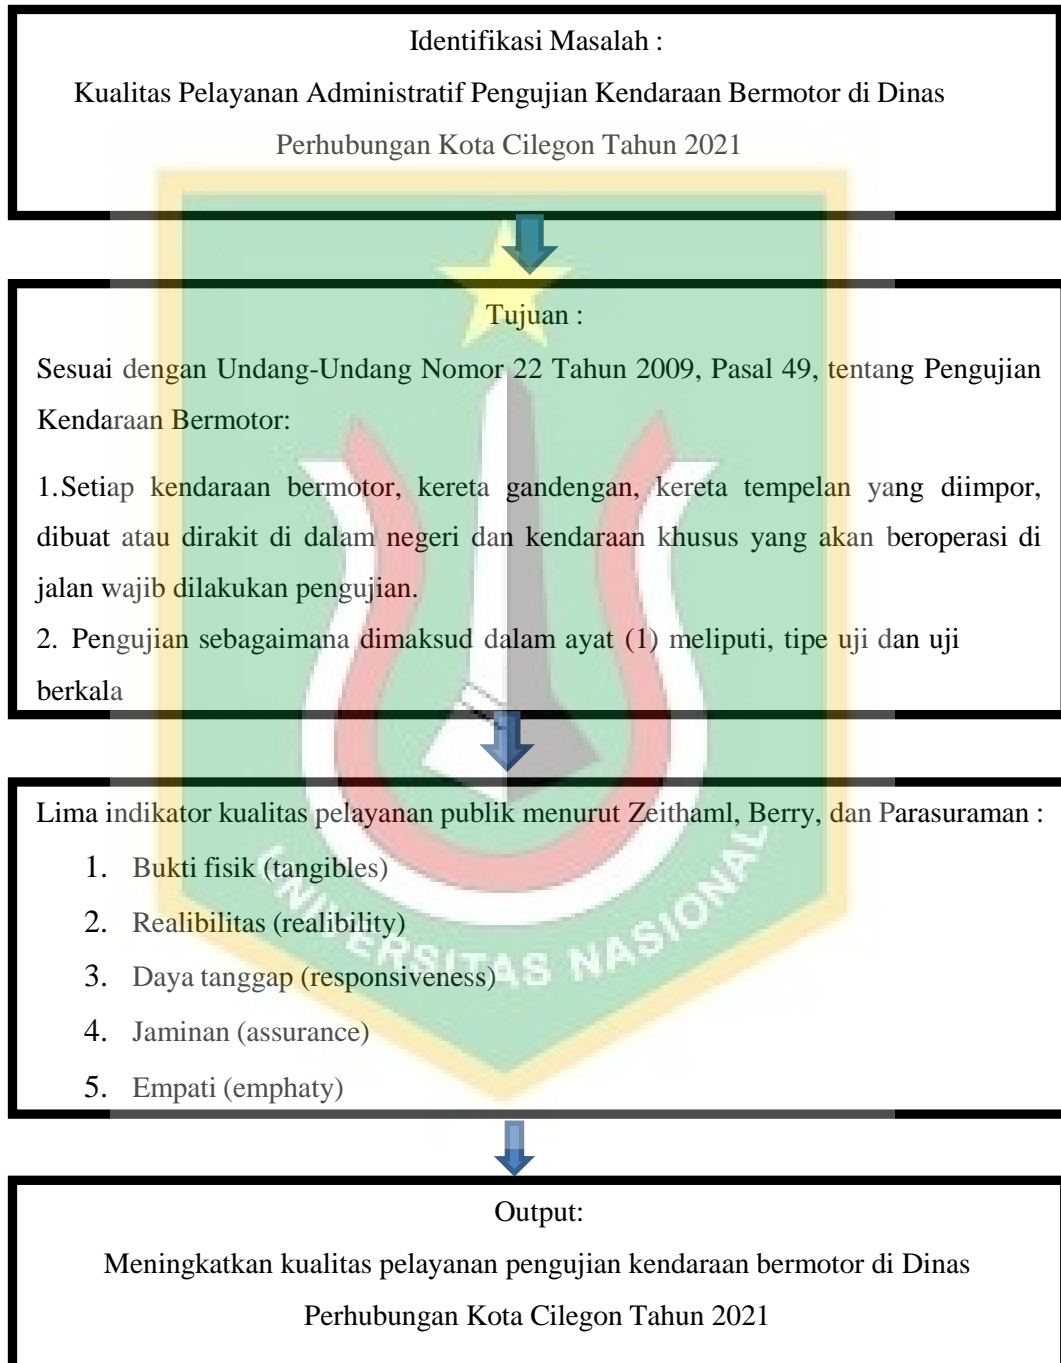 Identifikasi Masalah :
Kualitas Pelayanan Administratif Pengujian Kendaraan Bermotor di Dinas
Perhubungan Kota Cilegon Tahun 2021
Tujuan :
Sesuai dengan Undang-Undang Nomor 22 Tahun 2009, Pasal 49, tentang Pengujian
Kendaraan Bermotor:
1.Setiap kendaraan bermotor, kereta gandengan, kereta tempelan yang diimpor,
dibuat atau dirakit di dalam negeri dan kendaraan khusus yang akan beroperasi di
jalan wajib dilakukan pengujian.
2. Pengujian sebagaimana dimaksud dalam ayat (1) meliputi, tipe uji dan uji
berkala
Lima indikator kualitas pelayanan publik menurut Zeithaml, Berry, dan Parasuraman :
1. Bukti fisik (tangibles)
2. Realibilitas (realibility)
3. Daya tanggap (responsiveness)
4. Jaminan (assurance)
5. Empati (emphaty)
UNIVERSITAS NASIONAL
Output:
Meningkatkan kualitas pelayanan pengujian kendaraan bermotor di Dinas
Perhubungan Kota Cilegon Tahun 2021